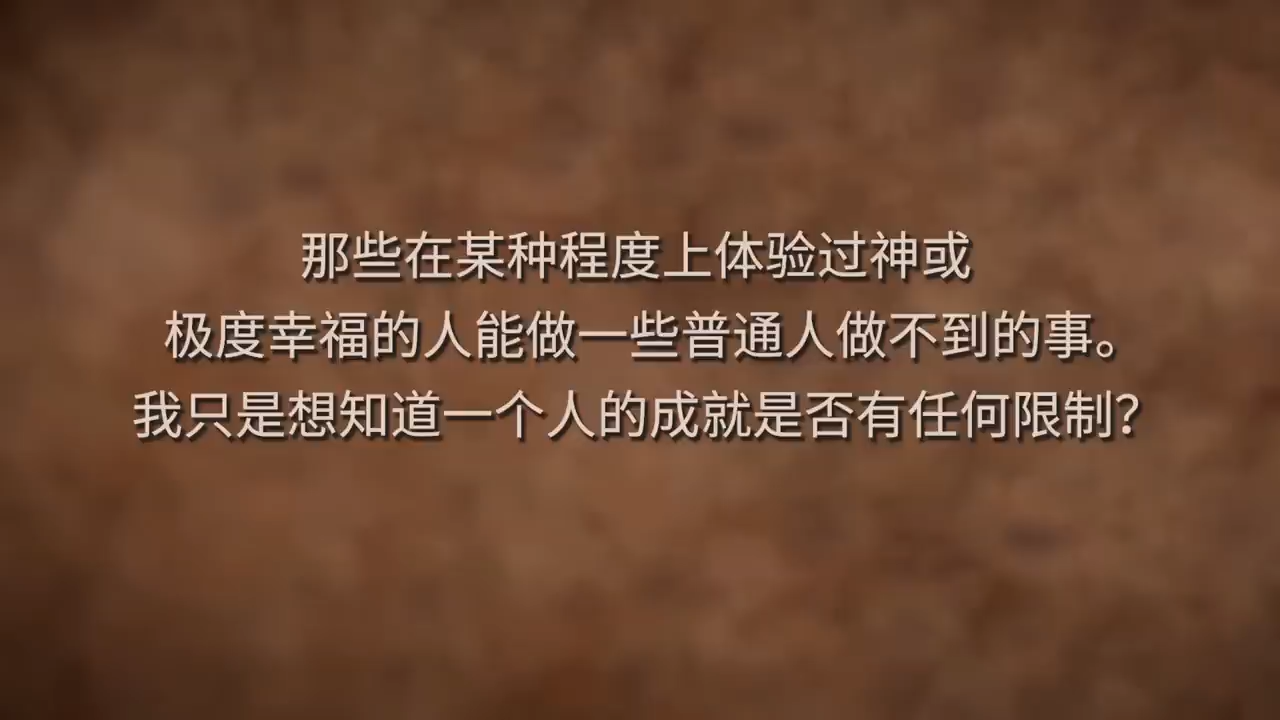 那些在某种程度上体验过神或
极度幸福的人能做一些普通人做不到的事。
我只是想知道一个人的成就是否有任何限制？